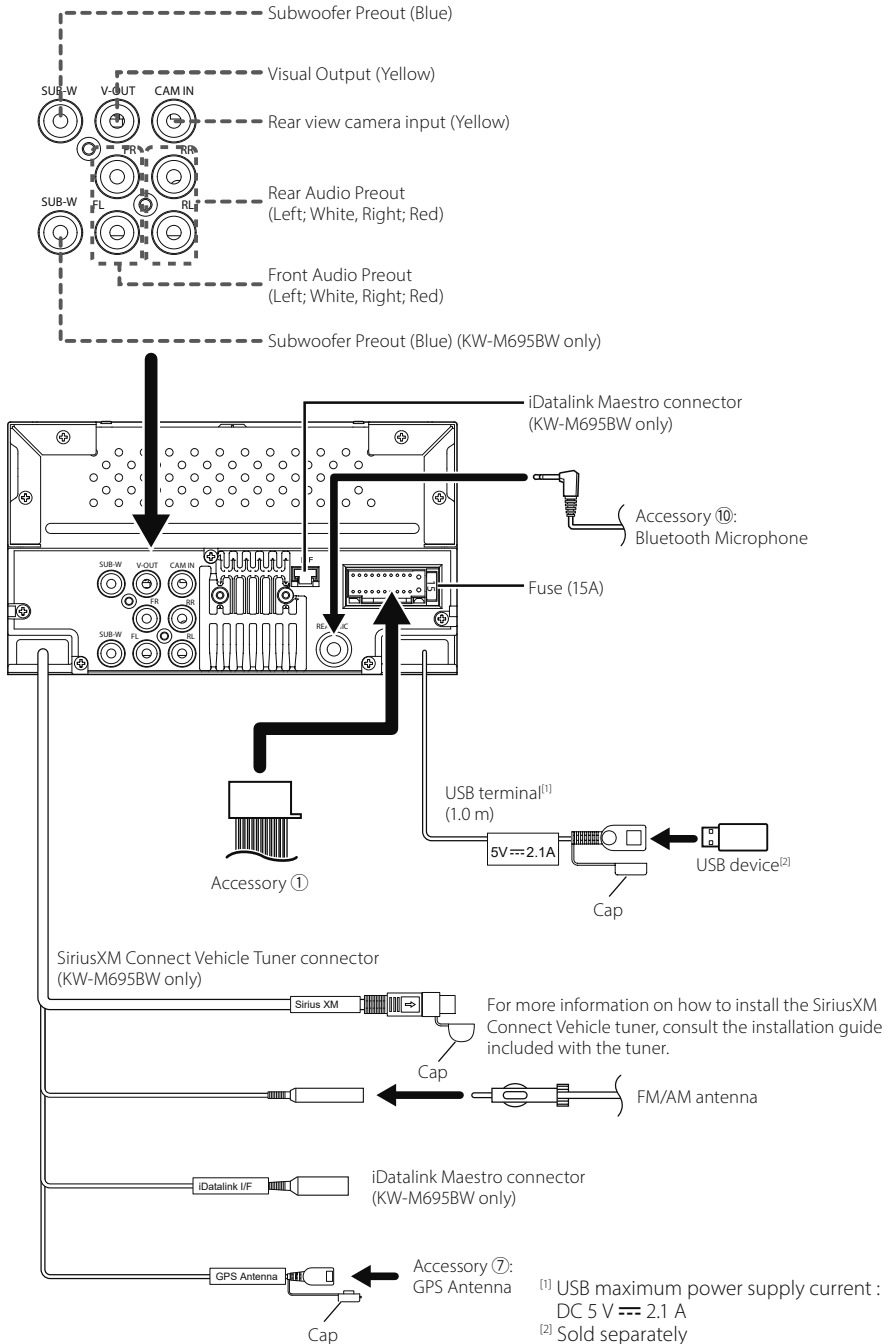 Subwoofer Preout (Blue)
Visual Output (Yellow)
SUB-W V-OUT CAM IN
Rear view camera input (Yellow)
FR RR
Rear Audio Preout
(Left; White, Right; Red)
SUB-W FL RL
Front Audio Preout
(Left; White, Right; Red)
Subwoofer Preout (Blue) (KW-M695BW only)
iDatalink Maestro connector
(KW-M695BW only)
Accessory ⑩:
Bluetooth Microphone
SUB-W V-OUT CAM IN
FR RR
Fuse (15A)
15
SUB-W FL RL
USB terminal[1]
(1.0 m)
5V ⎓ 2.1A
USB device[2]
Cap
Accessory ①
SiriusXM Connect Vehicle Tuner connector
(KW-M695BW only)
Sirius XM
For more information on how to install the SiriusXM
Connect Vehicle tuner, consult the installation guide
included with the tuner.
Cap
FM/AM antenna
iDatalink I/F
iDatalink Maestro connector
(KW-M695BW only)
GPS Antenna
Accessory ⑦:
GPS Antenna
Cap
[1] USB maximum power supply current :
DC 5 V ⎓ 2.1 A
[2] Sold separately